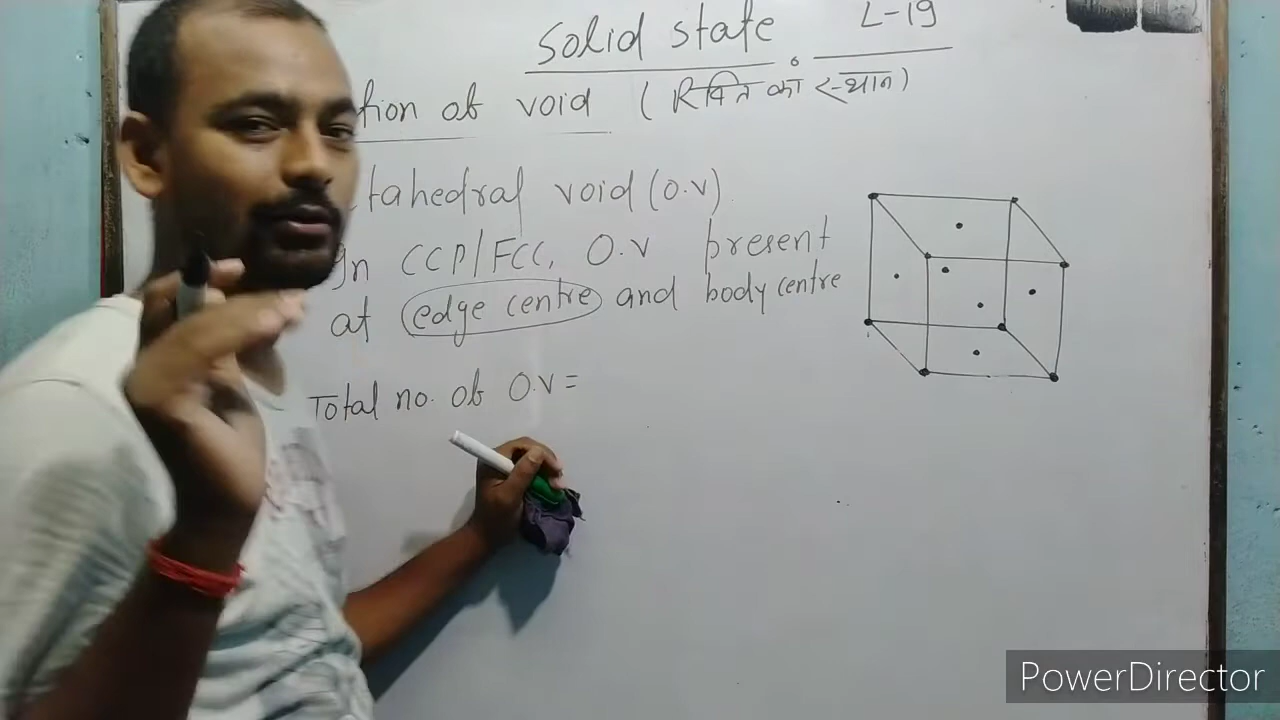 Solid state L-19
tion of void (रिक्ति का स्थान)
tahedral void (O.V)
In CCP/FCC, O.V present
at edge centre and body centre
Total no. of O.V =
PowerDirector